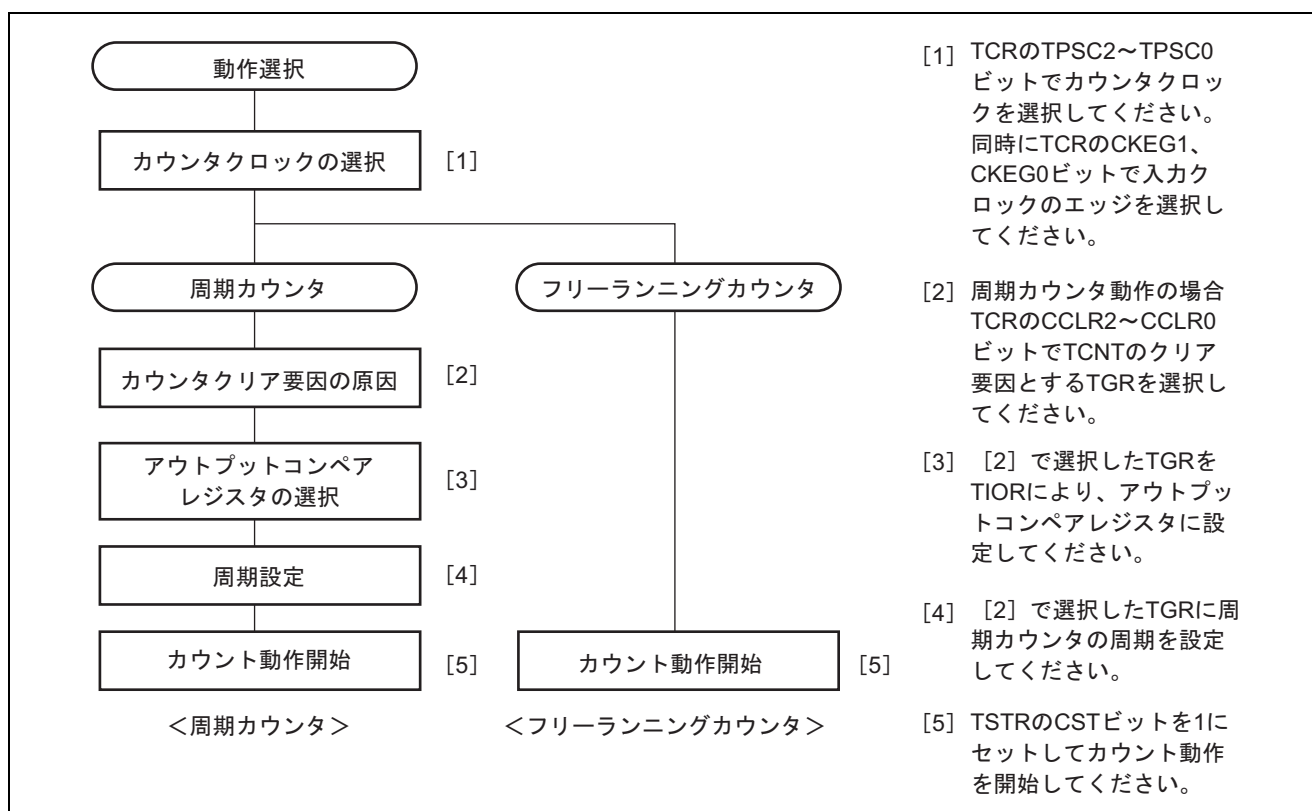 動作選択
カウンタクロックの選択
[1]
周期カウンタ
フリーランニングカウンタ
カウンタクリア要因の原因
[2]
アウトプットコンペア
レジスタの選択
[3]
周期設定
[4]
カウント動作開始
[5]
カウント動作開始
[5]
＜周期カウンタ＞
＜フリーランニングカウンタ＞
[1] TCRのTPSC2～TPSC0
ビットでカウンタクロッ
クを選択してください。
同時にTCRのCKEG1、
CKEG0ビットで入力ク
ロックのエッジを選択し
てください。
[2] 周期カウンタ動作の場合
TCRのCCLR2～CCLR0
ビットでTCNTのクリア
要因とするTGRを選択し
てください。
[3] [2]で選択したTGRを
TIORにより、アウトプッ
トコンペアレジスタに設
定してください。
[4] [2]で選択したTGRに周
期カウンタの周期を設定
してください。
[5] TSTRのCSTビットを1に
セットしてカウント動作
を開始してください。